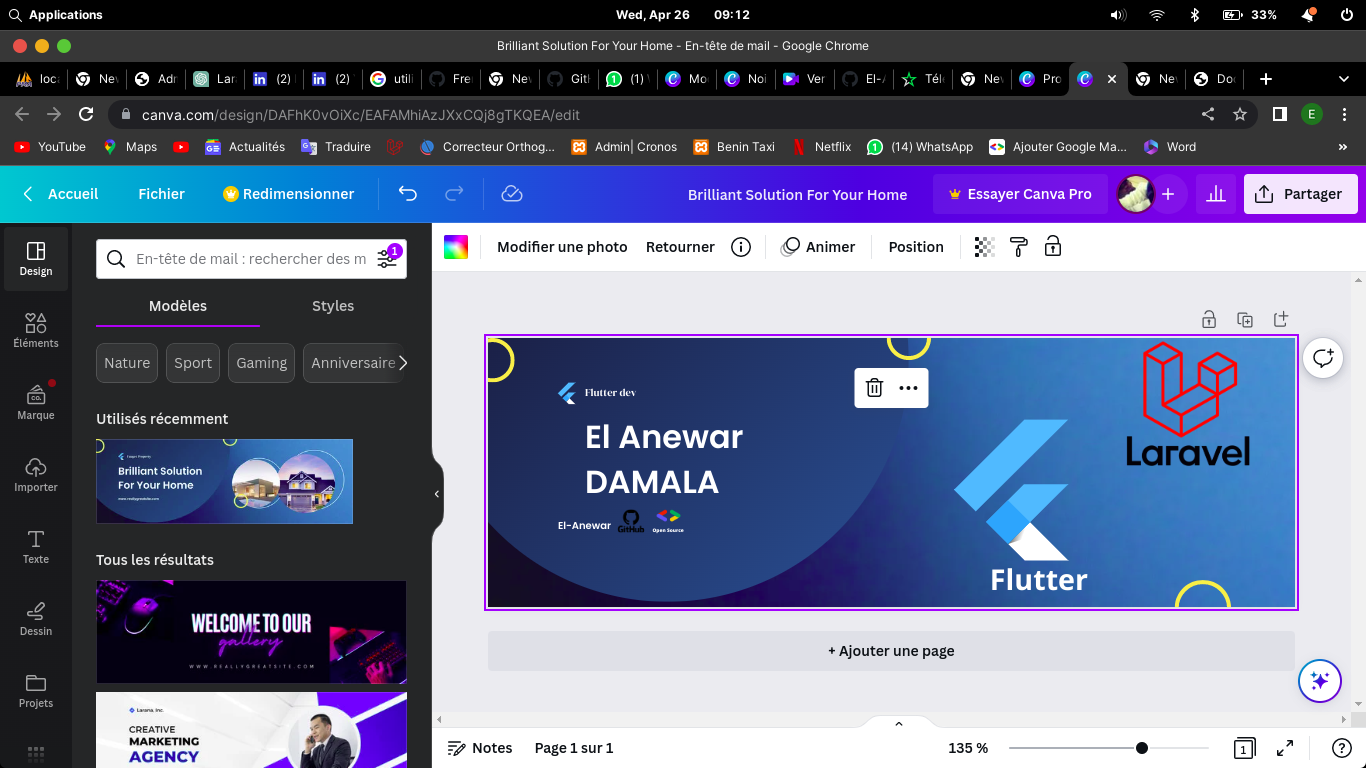 Applications
Wed, Apr 26 09:12
33%
Brilliant Solution For Your Home - En-tête de mail - Google Chrome
loca Nev Adr Lar (2) (2) utili Fre Nev Gitl (1) Mo Noi Ver El-A Télé Nev Pro Nev Do
canva.com/design/DAFhK0vOiXc/EAFAMhiAzJXxCQj8gTKQEA/edit
E
YouTube Maps Actualités Traduire Correcteur Orthog... Admin| Cronos Benin Taxi Netflix (14) WhatsApp Ajouter Google Ma... Word »
Accueil Fichier Redimensionner Brilliant Solution For Your Home Essayer Canva Pro Partager
Design
Éléments
Marque
Importer
Texte
Dessin
Projets
En-tête de mail : rechercher des m
1
Modèles Styles
Nature Sport Gaming Anniversaire
Utilisés récemment
Brilliant Solution
For Your Home
Tous les résultats
WELCOME TO OUR
gallery
WWW.REALLYGREATSITE.COM
Larana, Inc.
CREATIVE
MARKETING
AGENCY
Modifier une photo Retourner Animer Position
Flutter dev
El Anewar
DAMALA
El-Anewar GitHub Open Source
Flutter
Laravel
+ Ajouter une page
Notes Page 1 sur 1 135 % 1